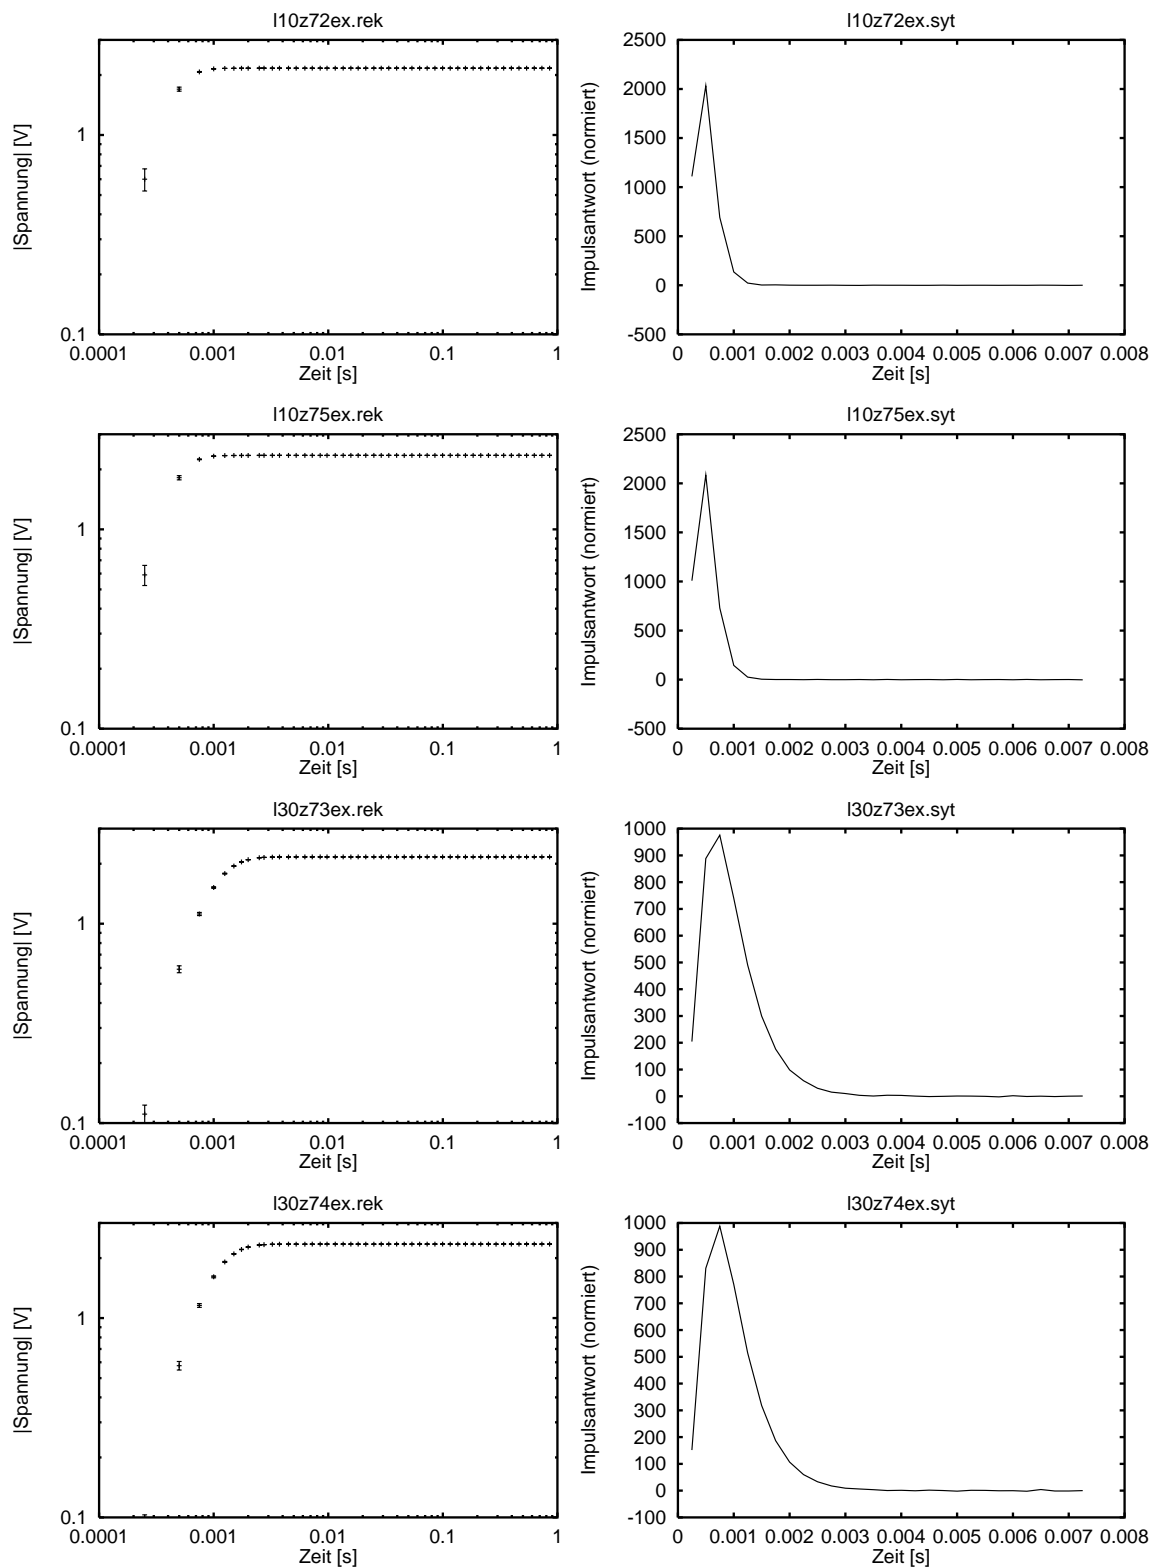 l10z72ex.rek
|Spannung| [V]
1
0.1
0.0001 0.001 0.01 0.1 1
Zeit [s]
l10z72ex.syt
Impulsantwort (normiert)
2500
2000
1500
1000
500
0
-500
0 0.001 0.002 0.003 0.004 0.005 0.006 0.007 0.008
Zeit [s]
l10z75ex.rek
|Spannung| [V]
1
0.1
0.0001 0.001 0.01 0.1 1
Zeit [s]
l10z75ex.syt
Impulsantwort (normiert)
2500
2000
1500
1000
500
0
-500
0 0.001 0.002 0.003 0.004 0.005 0.006 0.007 0.008
Zeit [s]
l30z73ex.rek
|Spannung| [V]
1
0.1
0.0001 0.001 0.01 0.1 1
Zeit [s]
l30z73ex.syt
Impulsantwort (normiert)
1000
900
800
700
600
500
400
300
200
100
0
-100
0 0.001 0.002 0.003 0.004 0.005 0.006 0.007 0.008
Zeit [s]
l30z74ex.rek
|Spannung| [V]
1
0.1
0.0001 0.001 0.01 0.1 1
Zeit [s]
l30z74ex.syt
Impulsantwort (normiert)
1000
900
800
700
600
500
400
300
200
100
0
-100
0 0.001 0.002 0.003 0.004 0.005 0.006 0.007 0.008
Zeit [s]